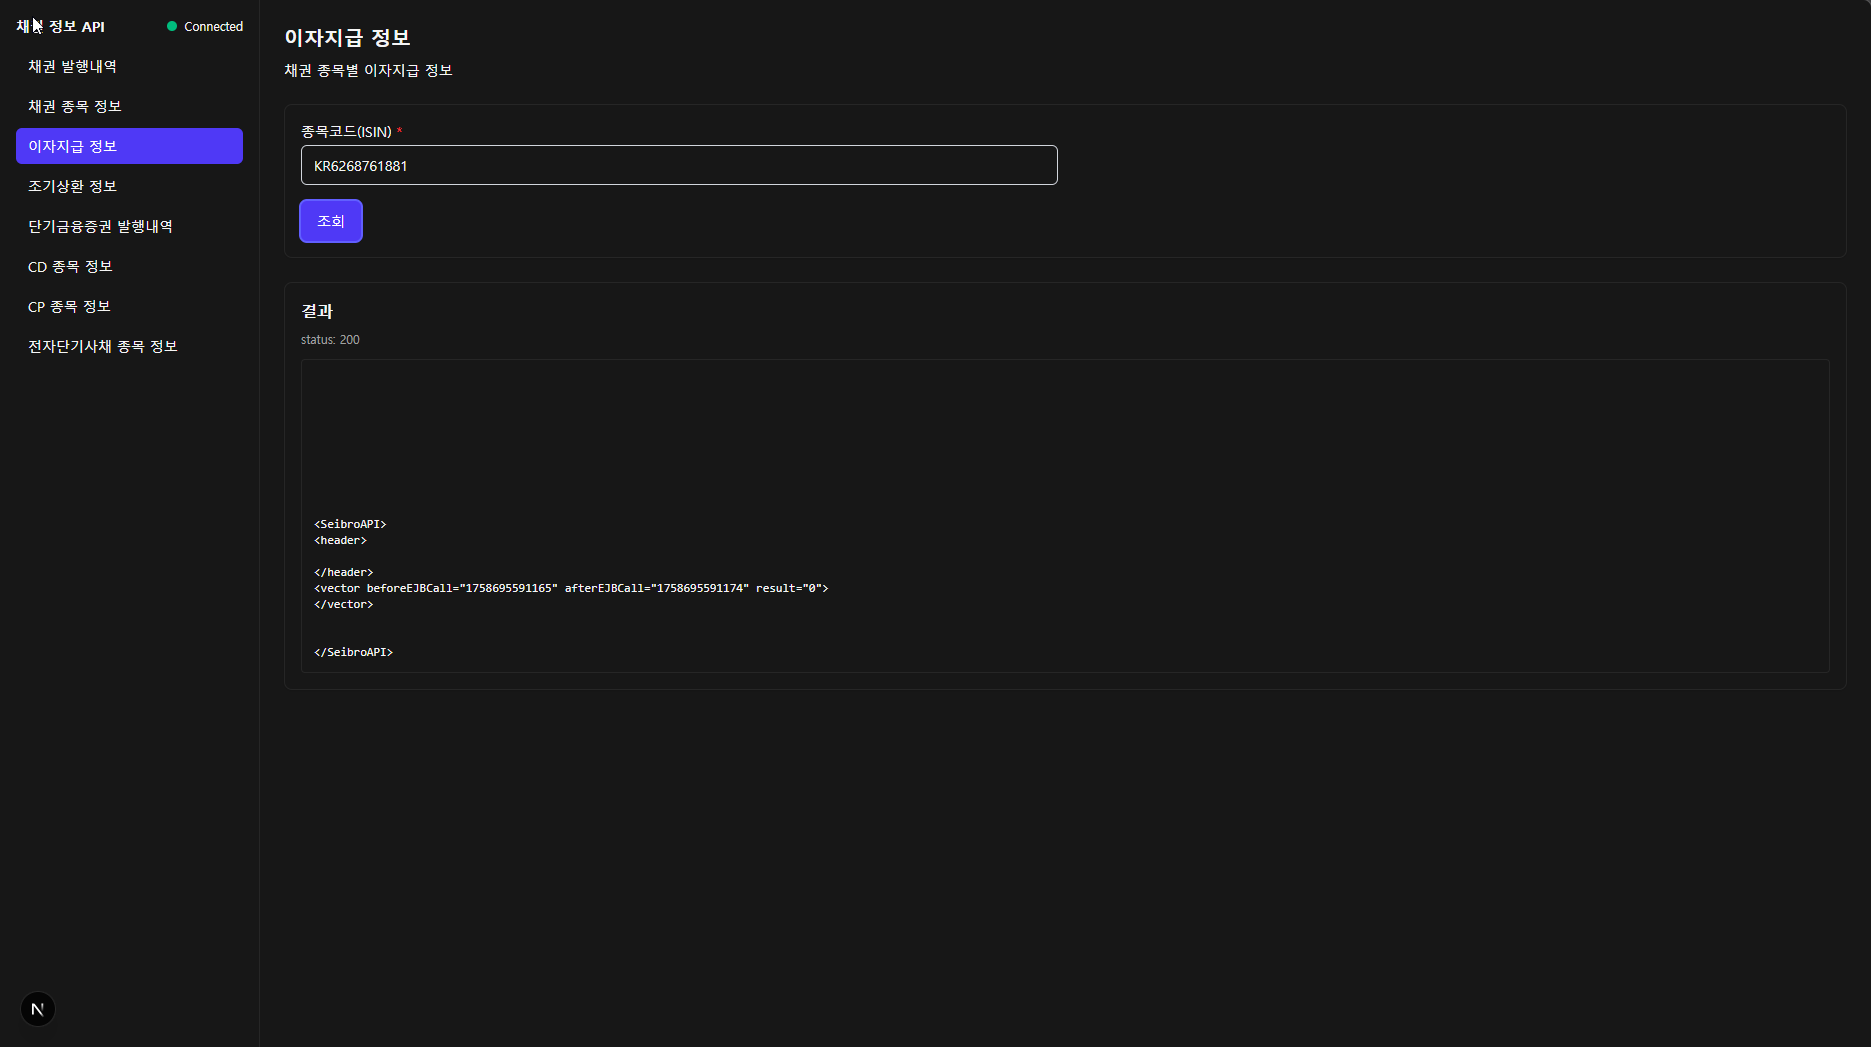 채권 정보 API
Connected
채권 발행내역
채권 종목 정보
이자지급 정보
조기상환 정보
단기금융증권 발행내역
CD 종목 정보
CP 종목 정보
전자단기사채 종목 정보
N
이자지급 정보
채권 종목별 이자지급 정보
종목코드(ISIN) *
KR6268761881
조회
결과
status: 200
<SeibroAPI>
<header>
</header>
<vector beforeEJBCall="1758695591165" afterEJBCall="1758695591174" result="0">
</vector>
</SeibroAPI>